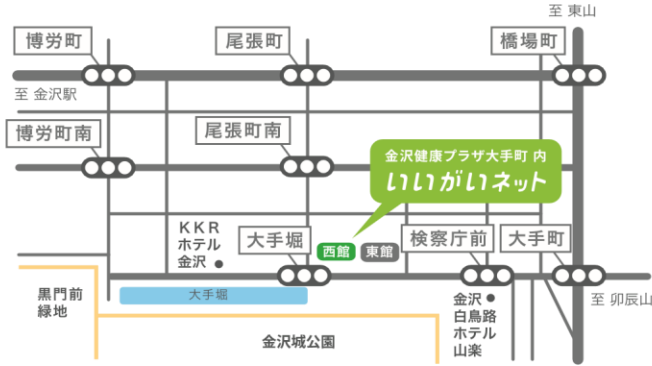 至 東山
博労町
尾張町
橋場町
至 金沢駅
博労町南
尾張町南
金沢健康プラザ大手町 内
いいがいネット
KKR
ホテル
金沢
大手堀
西館
東館
検察庁前
大手町
黒門前
緑地
大手堀
金沢
白鳥路
ホテル
山楽
至 卯辰山
金沢城公園